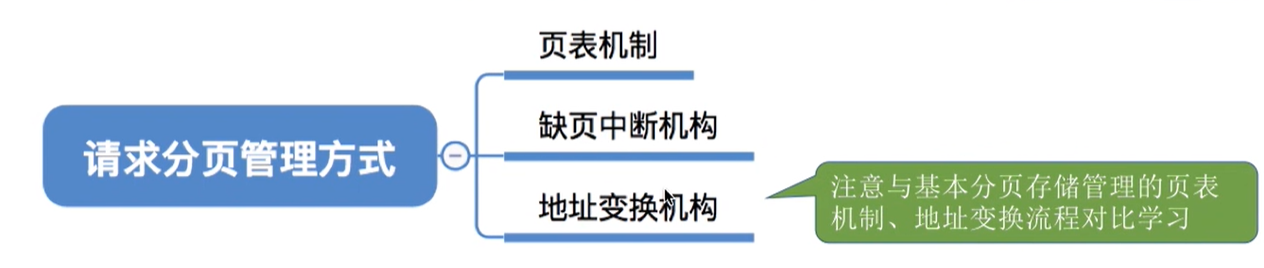 请求分页管理方式
页表机制
缺页中断机构
地址变换机构
注意与基本分页存储管理的页表
机制、地址变换流程对比学习